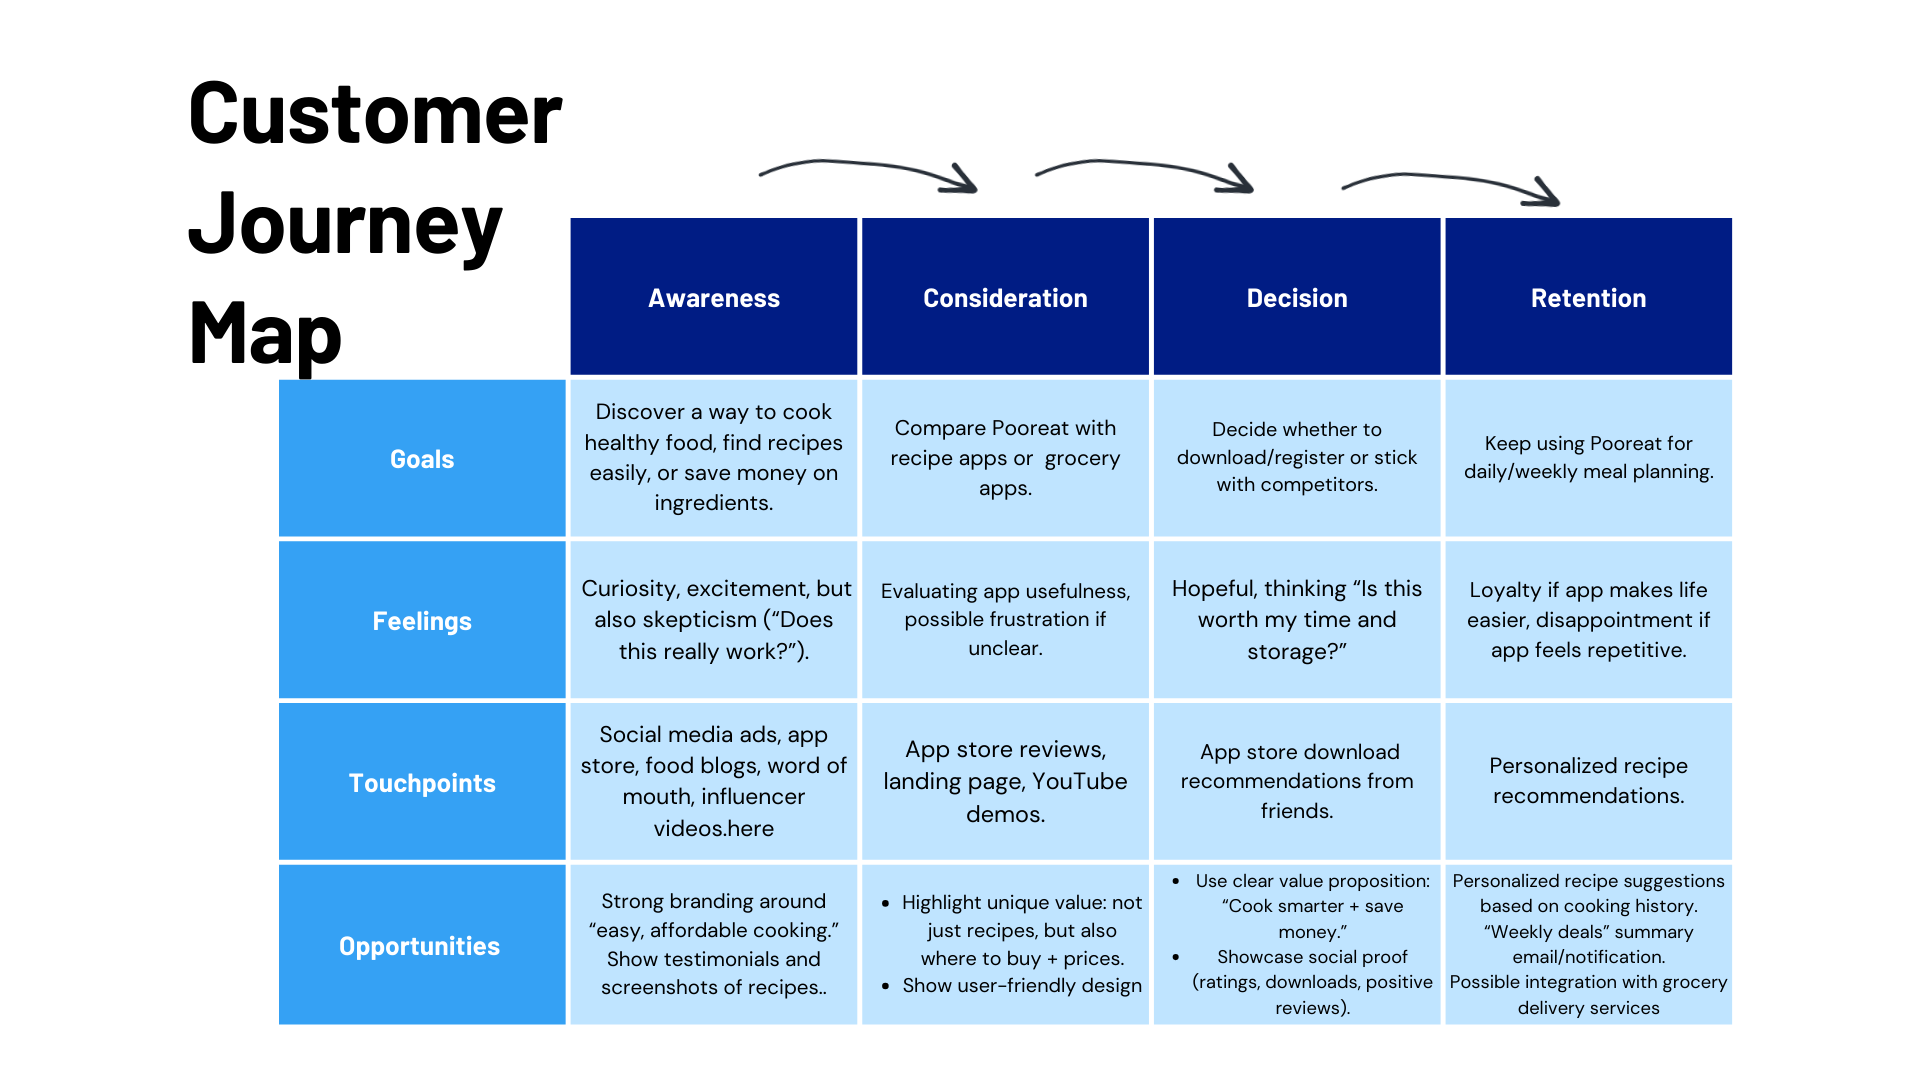 Customer
Journey
Map
Awareness
Consideration
Decision
Retention
Goals
Discover a way to cook
healthy food, find recipes
easily, or save money on
ingredients.
Compare Pooreat with
recipe apps or  grocery
apps.
Decide whether to
download/register or stick
with competitors.
Keep using Pooreat for
daily/weekly meal planning.
Feelings
Curiosity, excitement, but
also skepticism (“Does
this really work?”).
Evaluating app usefulness,
possible frustration if
unclear.
Hopeful, thinking “Is this
worth my time and
storage?”
Loyalty if app makes life
easier, disappointment if
app feels repetitive.
Touchpoints
Social media ads, app
store, food blogs, word of
mouth, influencer
videos.here
App store reviews,
landing page, YouTube
demos.
App store download
recommendations from
friends.
Personalized recipe
recommendations.
Opportunities
Strong branding around
“easy, affordable cooking.”
Show testimonials and
screenshots of recipes..
• Highlight unique value: not
just recipes, but also
where to buy + prices.
• Show user-friendly design
• Use clear value proposition:
“Cook smarter + save
money.”
• Showcase social proof
(ratings, downloads, positive
reviews).
Personalized recipe suggestions
based on cooking history.
“Weekly deals” summary
email/notification.
Possible integration with grocery
delivery services